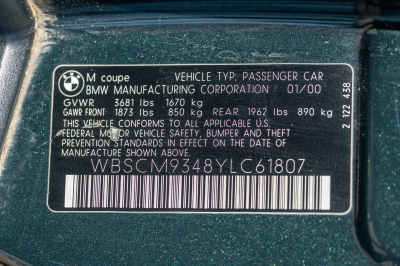 M coupe VEHICLE TYP: PASSENGER CAR
BMW MANUFACTURING CORPORATION 01/00
GVWR 3681 lbs 1670 kg
GAWR FRONT 1873 lbs 850 kg REAR 1962 lbs 890 kg
THIS VEHICLE CONFORMS TO ALL APPLICABLE U.S.
FEDERAL MOTOR VEHICLE SAFETY, BUMPER AND THEFT
PREVENTION STANDARDS IN EFFECT ON THE DATE
OF MANUFACTURE SHOWN ABOVE.
WBSCM9348YLC61807
2 122 438